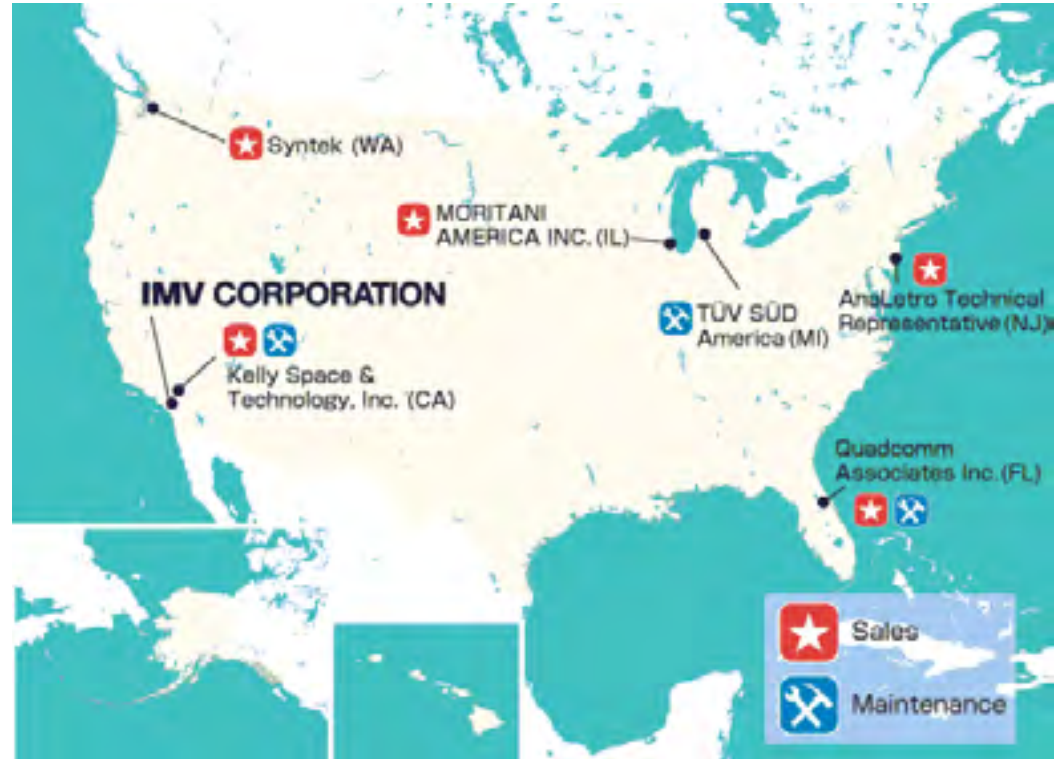 Syntek (WA)
MORITANI
AMERICA INC. (IL)
IMV CORPORATION
TÜV SÜD
America (MI)
AnaLetro Technical
Representative (NJ)
Kelly Space &
Technology, Inc. (CA)
Quadcomm
Associates Inc. (FL)
Sales
Maintenance